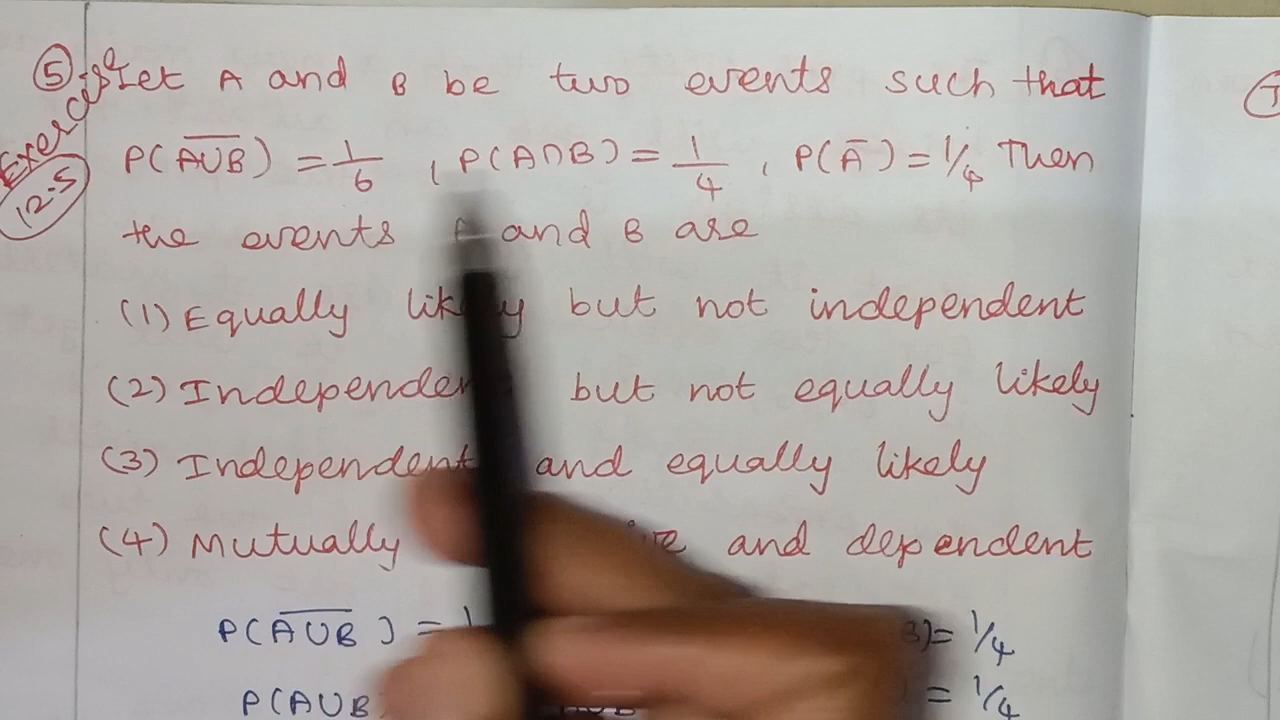 ⑤ Let A and B be two events such that
Exercise 12.5
P(A̅U̅B̅) = 1/6 , P(A∩B) = 1/4 , P(Ā) = 1/4 Then
the events A and B are
(1) Equally likely but not independent
(2) Independent but not equally likely
(3) Independent and equally likely
(4) Mutually and dependent
P(A̅U̅B̅) = = 1/4
P(AUB) = 1/4